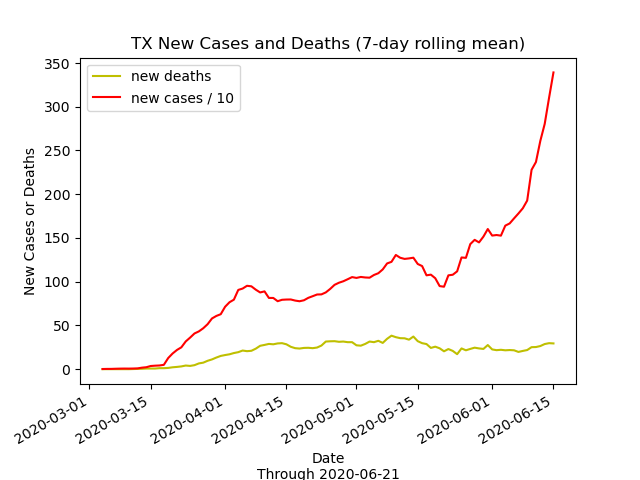 TX New Cases and Deaths (7-day rolling mean)
new deaths
new cases / 10
New Cases or Deaths
350
300
250
200
150
100
50
0
2020-03-01
2020-03-15
2020-04-01
2020-04-15
2020-05-01
2020-05-15
2020-06-01
2020-06-15
Date
Through 2020-06-21